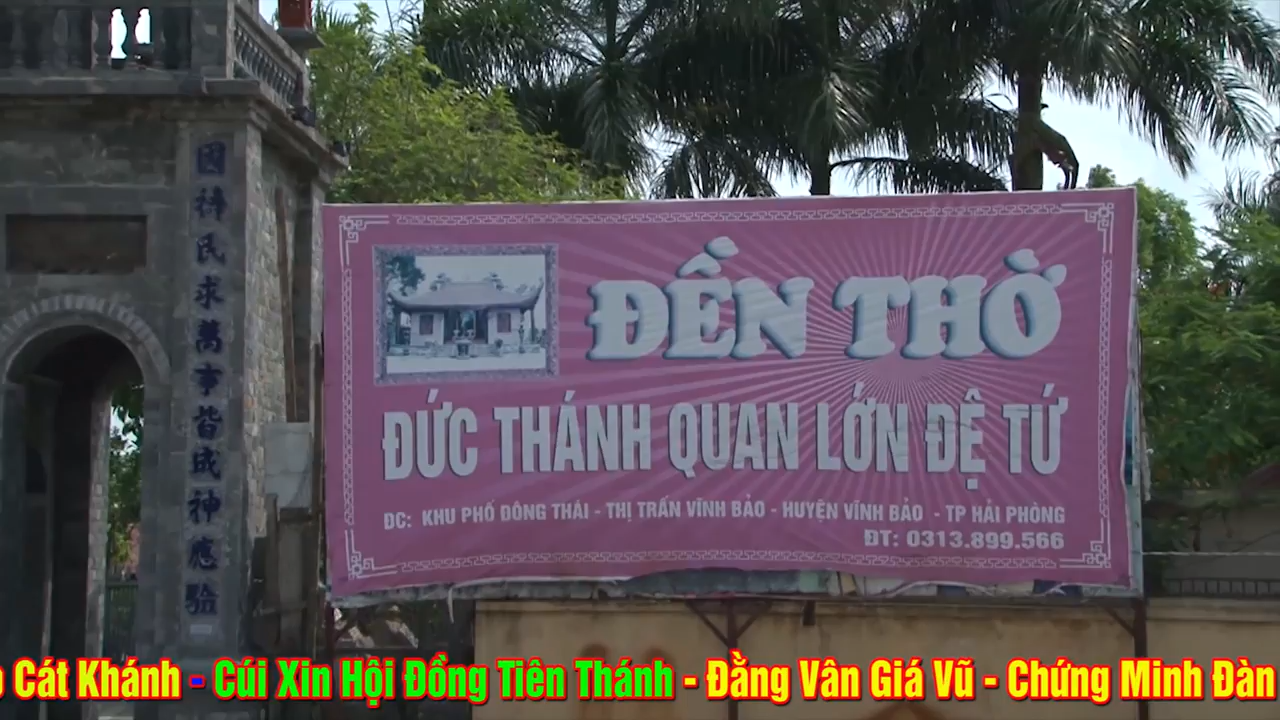 國禱民求萬事皆成神應驗
ĐỀN THỜ
ĐỨC THÁNH QUAN LỚN ĐỆ TỨ
ĐC: KHU PHỐ ĐÔNG THÁI - THỊ TRẤN VĨNH BẢO - HUYỆN VĨNH BẢO - TP HẢI PHÒNG
ĐT: 0313.899.566
Cát Khánh - Cúi Xin Hội Đồng Tiên Thánh - Đằng Vân Giá Vũ - Chứng Minh Đàn